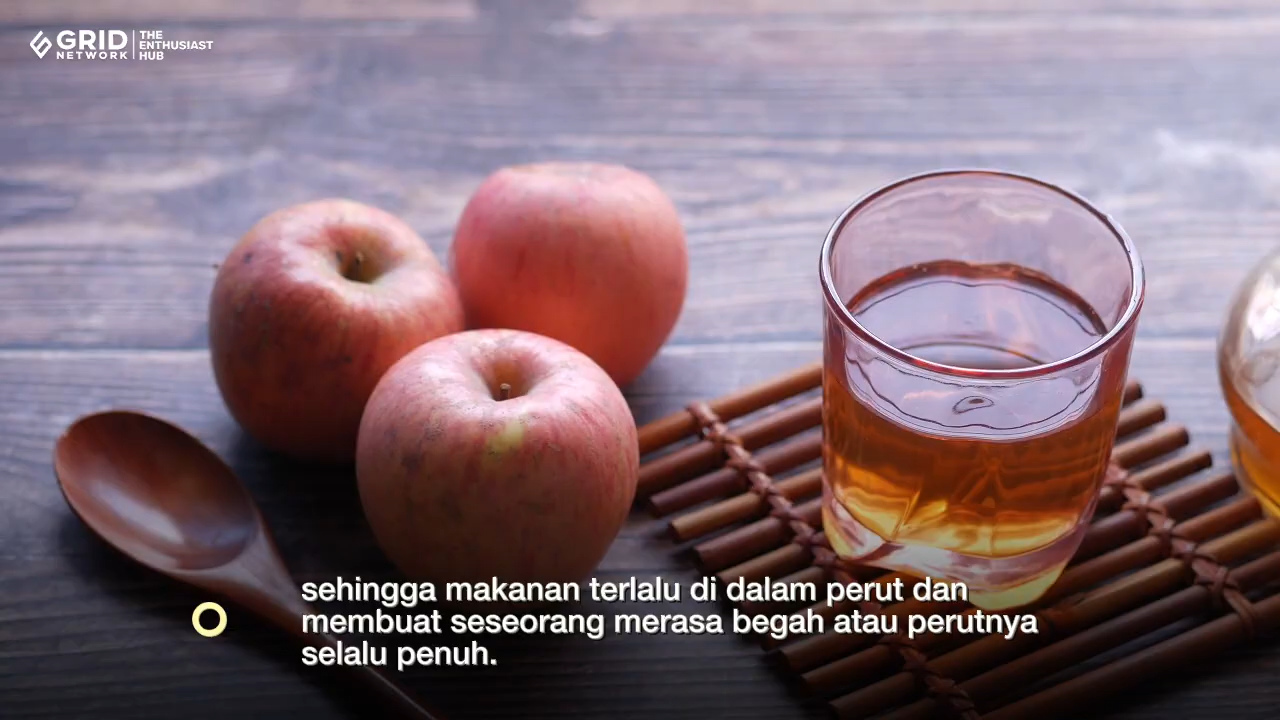 GRID
NETWORK
THE
ENTHUSIAST
HUB
sehingga makanan terlalu di dalam perut dan
membuat seseorang merasa begah atau perutnya
selalu penuh.